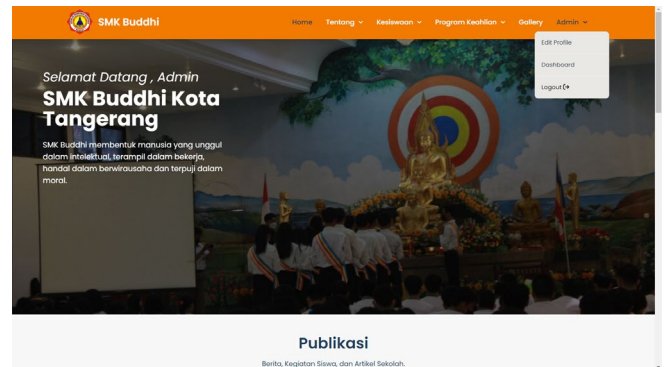 SMK Buddhi
Home Tentang Kesiswaan Program Keahlian Gallery Admin
Edit Profile
Dashboard
Logout
Selamat Datang , Admin
SMK Buddhi Kota
Tangerang
SMK Buddhi membentuk manusia yang unggul
dalam intelektual, terampil dalam bekerja,
handal dalam berwirausaha dan terpuji dalam
moral.
Publikasi
Berita, Kegiatan Siswa, dan Artikel Sekolah.